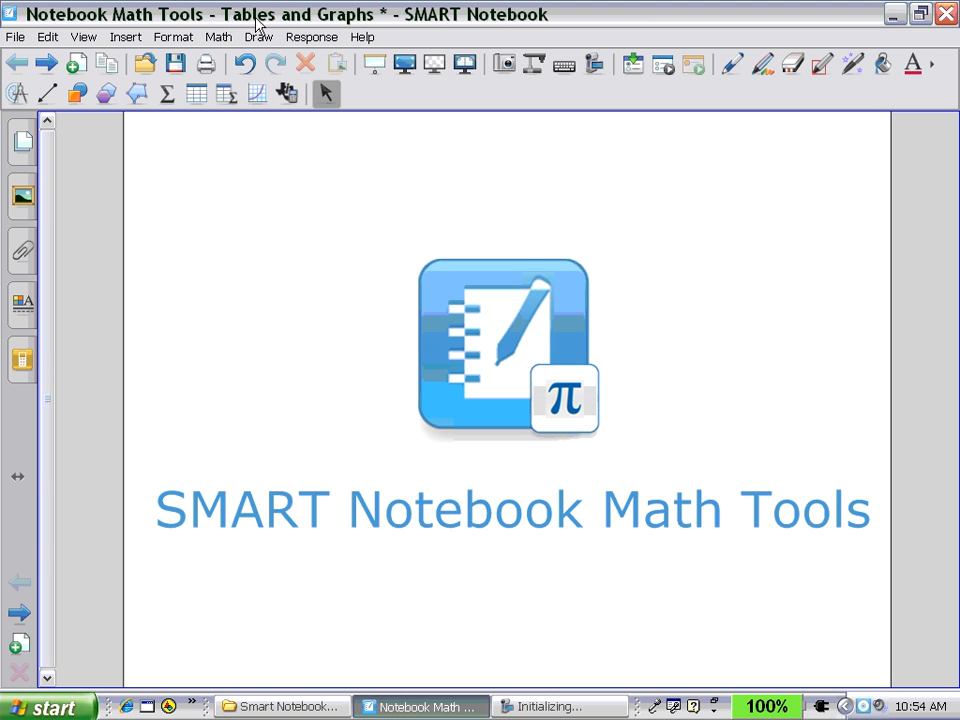 Notebook Math Tools - Tables and Graphs * - SMART Notebook
File Edit View Insert Format Math Draw Response Help
π
SMART Notebook Math Tools
start
Smart Notebook...
Notebook Math ...
Initializing...
100%
10:54 AM